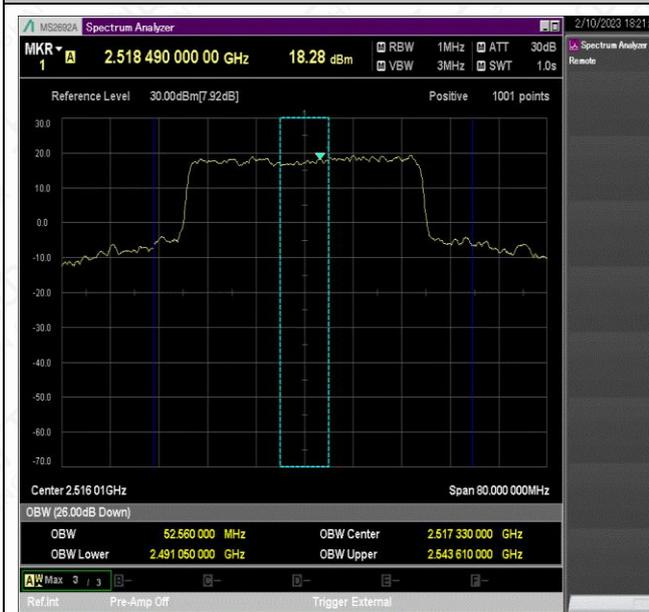 MS2692A Spectrum Analyzer 2/10/2023 18:21
MKR 1 A 2.518 490 000 00 GHz 18.28 dBm M RBW 1MHz M ATT 30dB
M VBW 3MHz M SWT 1.0s
Spectrum Analyzer
Remote
Reference Level 30.00dBm[7.92dB] Positive 1001 points
30.0
20.0
10.0
0.0
-10.0
-20.0
-30.0
-40.0
-50.0
-60.0
-70.0
Center 2.516 01GHz Span 80.000 000MHz
OBW (26.00dB Down)
OBW 52.560 000 MHz OBW Center 2.517 330 000 GHz
OBW Lower 2.491 050 000 GHz OBW Upper 2.543 610 000 GHz
A W Max 3 / 3 B- C- D- E- F-
Ref.Int Pre-Amp Off Trigger External